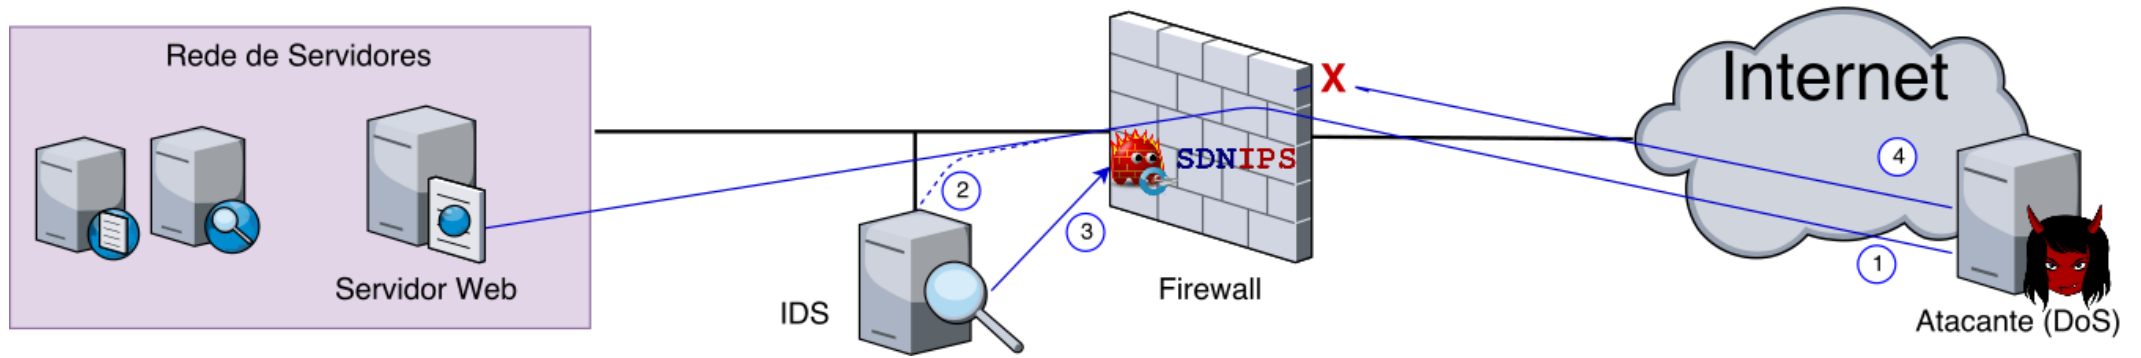 Rede de Servidores
Servidor Web
IDS
2
3
SDNIPS
Firewall
X
Internet
4
1
Atacante (DoS)